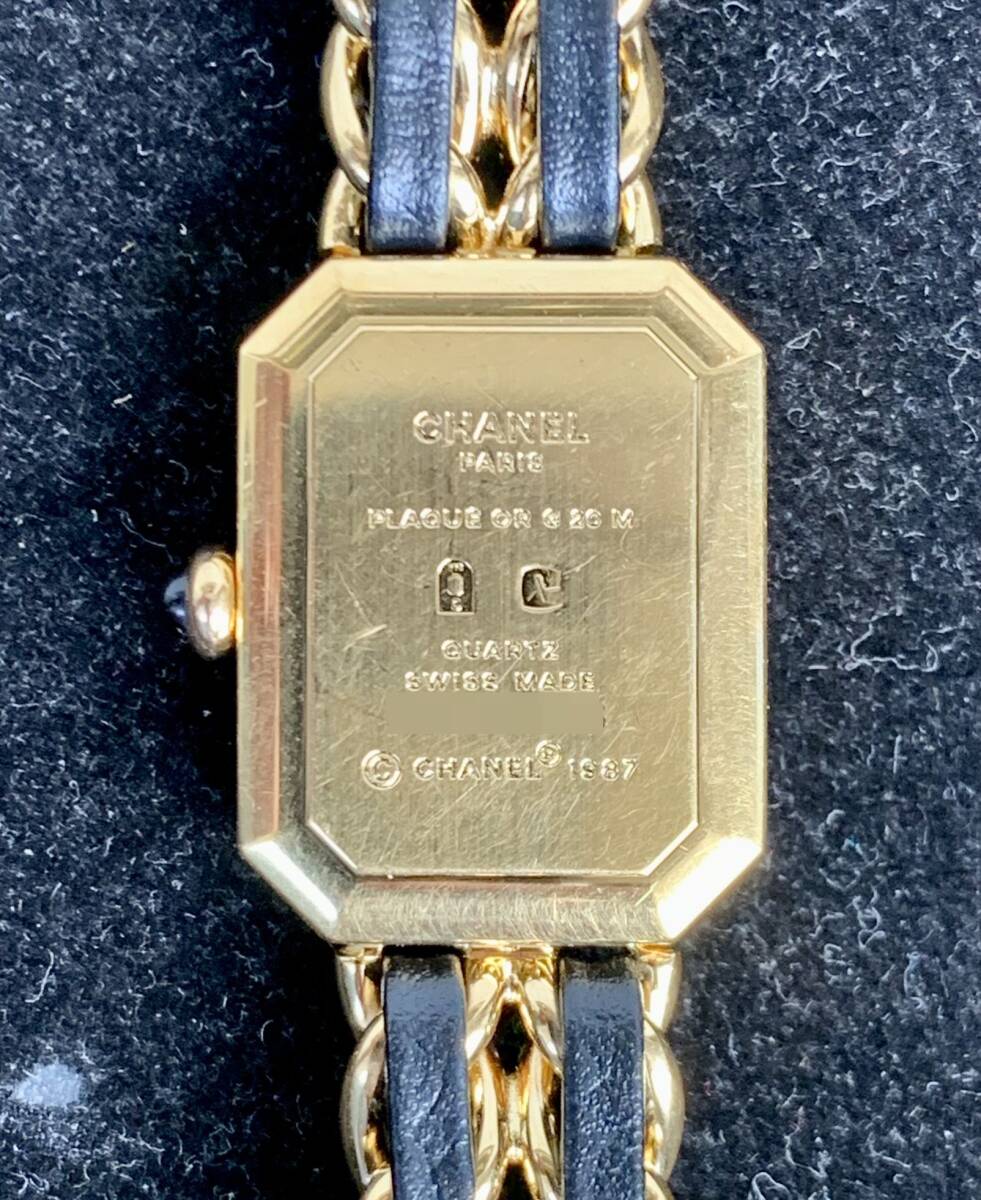 CHANEL
PARIS
PLAQUE OR G 20 M
QUARTZ
SWISS MADE
© CHANEL® 1987